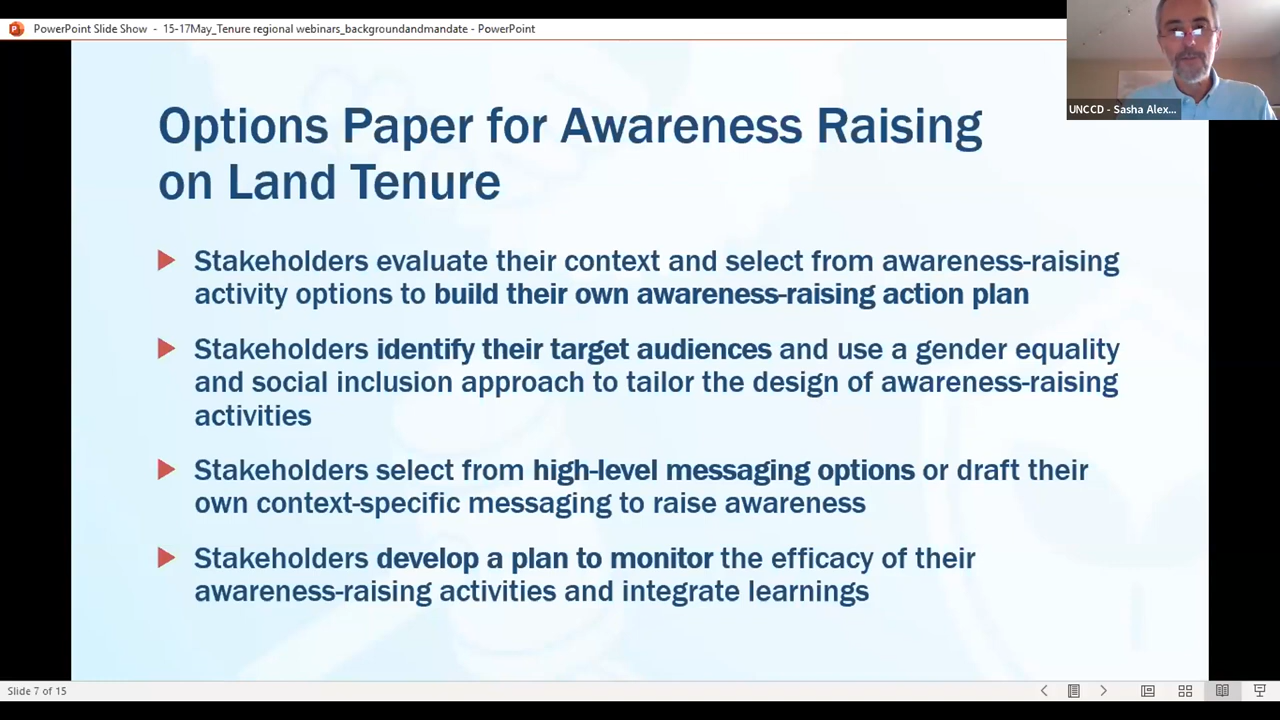 PowerPoint Slide Show - 15-17May_Tenure regional webinars_backgroundandmandate - PowerPoint
UNCCD - Sasha Alex...
Options Paper for Awareness Raising
on Land Tenure
Stakeholders evaluate their context and select from awareness-raising
activity options to build their own awareness-raising action plan
Stakeholders identify their target audiences and use a gender equality
and social inclusion approach to tailor the design of awareness-raising
activities
Stakeholders select from high-level messaging options or draft their
own context-specific messaging to raise awareness
Stakeholders develop a plan to monitor the efficacy of their
awareness-raising activities and integrate learnings
Slide 7 of 15